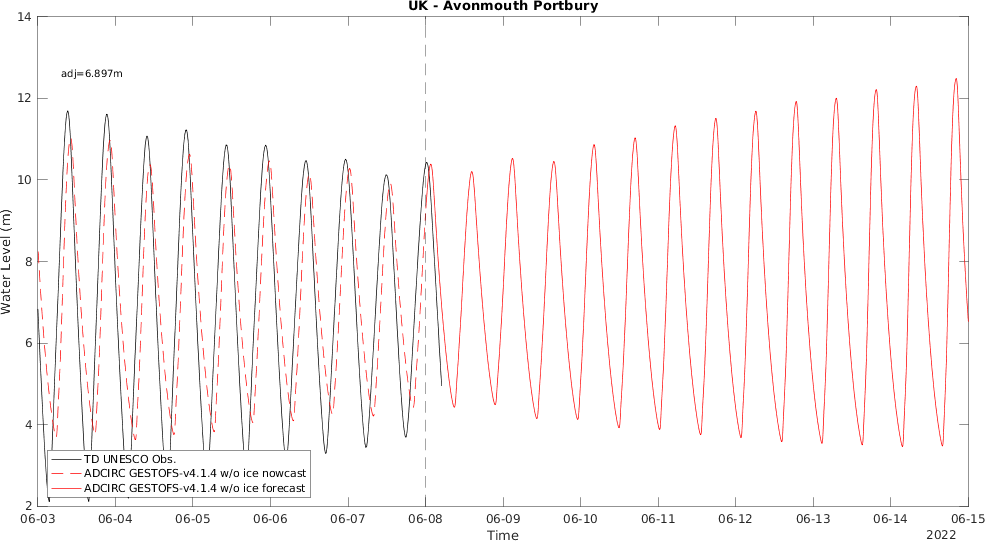 UK - Avonmouth Portbury
14
12
10
8
6
4
2
Water Level (m)
adj=6.897m
TD UNESCO Obs.
ADCIRC GESTOFS-v4.1.4 w/o ice nowcast
ADCIRC GESTOFS-v4.1.4 w/o ice forecast
06-03 06-04 06-05 06-06 06-07 06-08 06-09 06-10 06-11 06-12 06-13 06-14 06-15
Time
2022